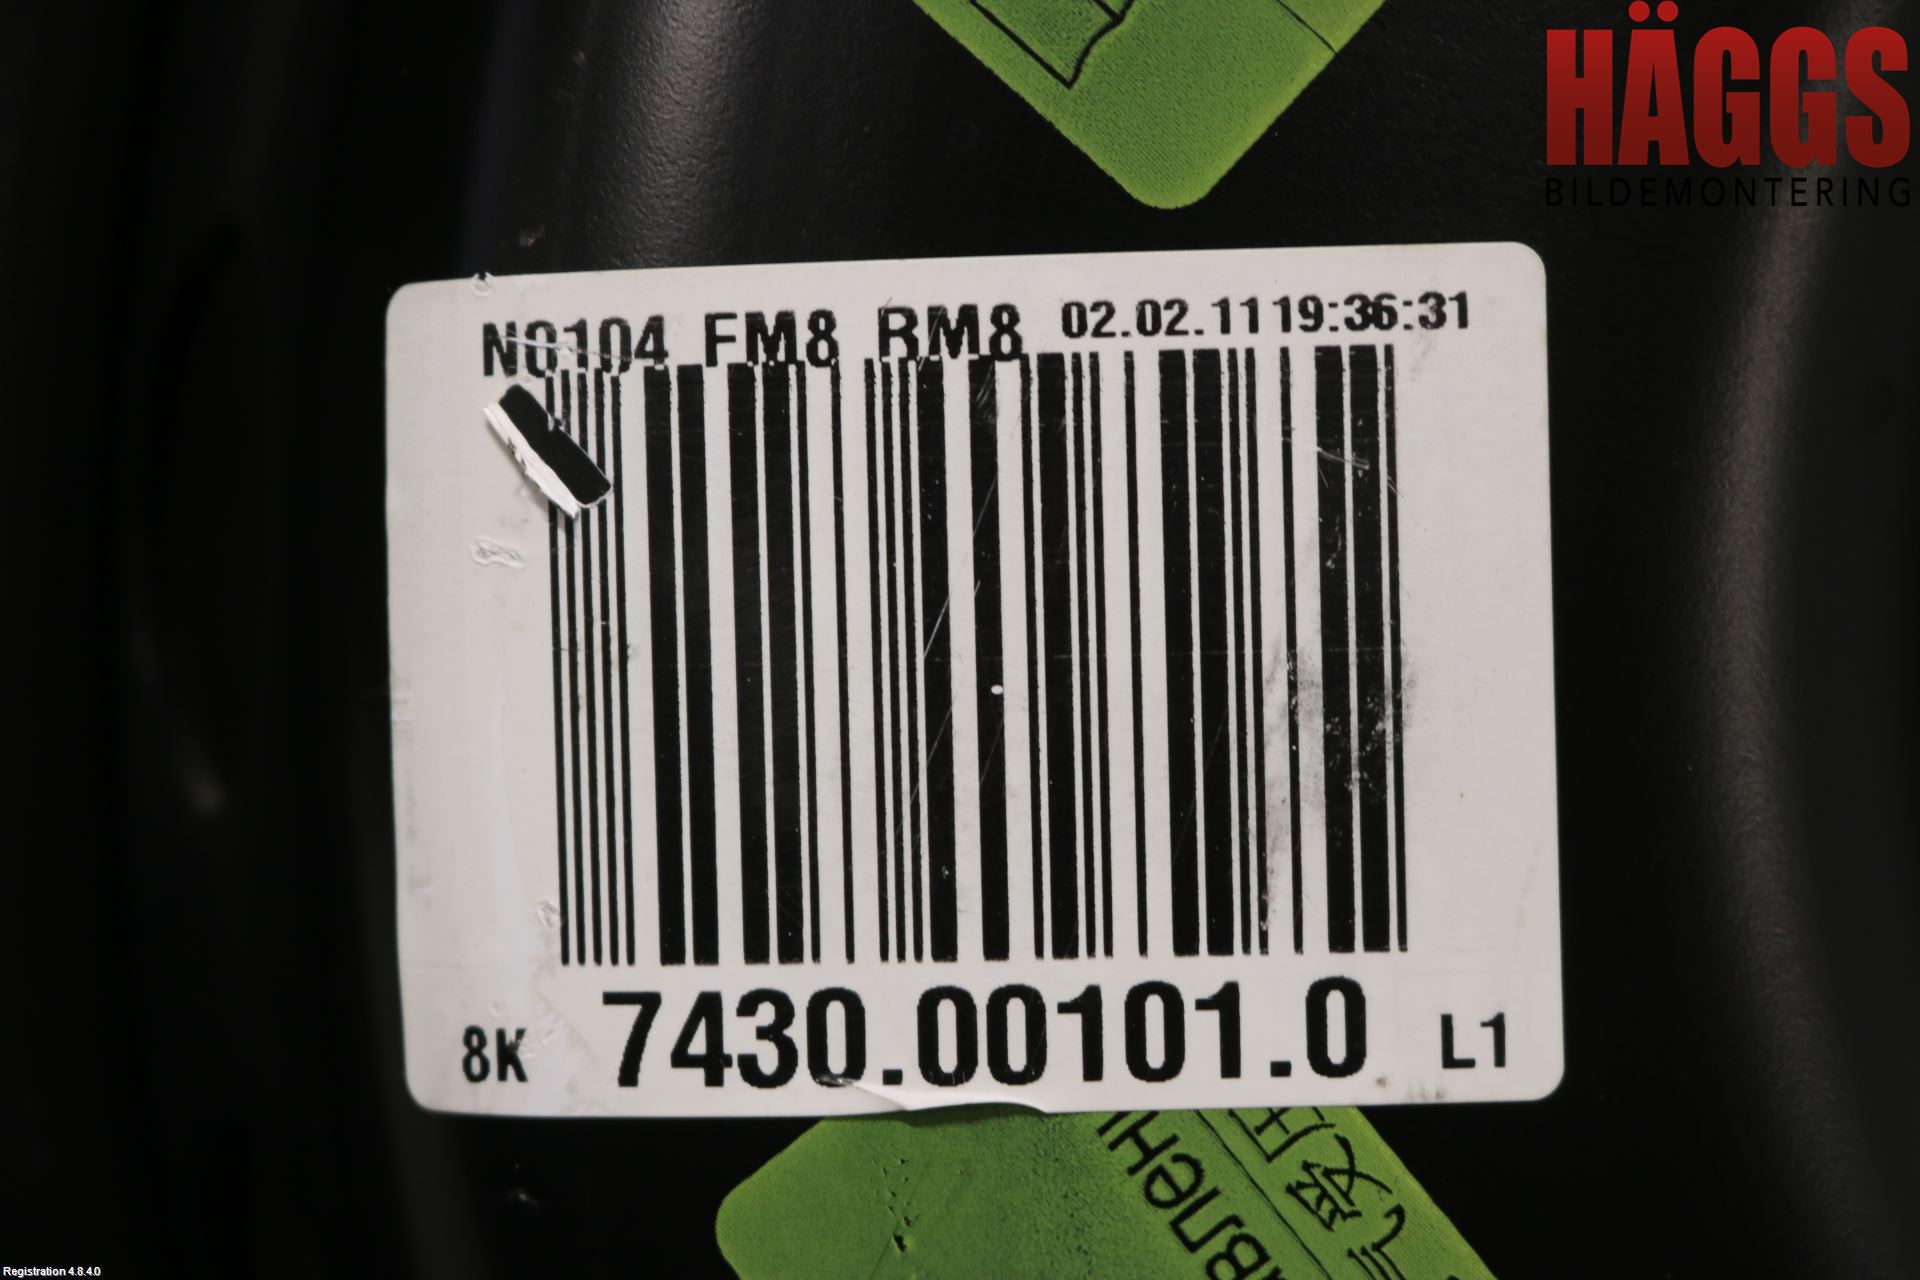 HÄGGS
BILDEMONTERING
N0104 FM8 RM8 02.02.11 19:36:31
8K 7430.00101.0 L1
Registration 4.8.4.0